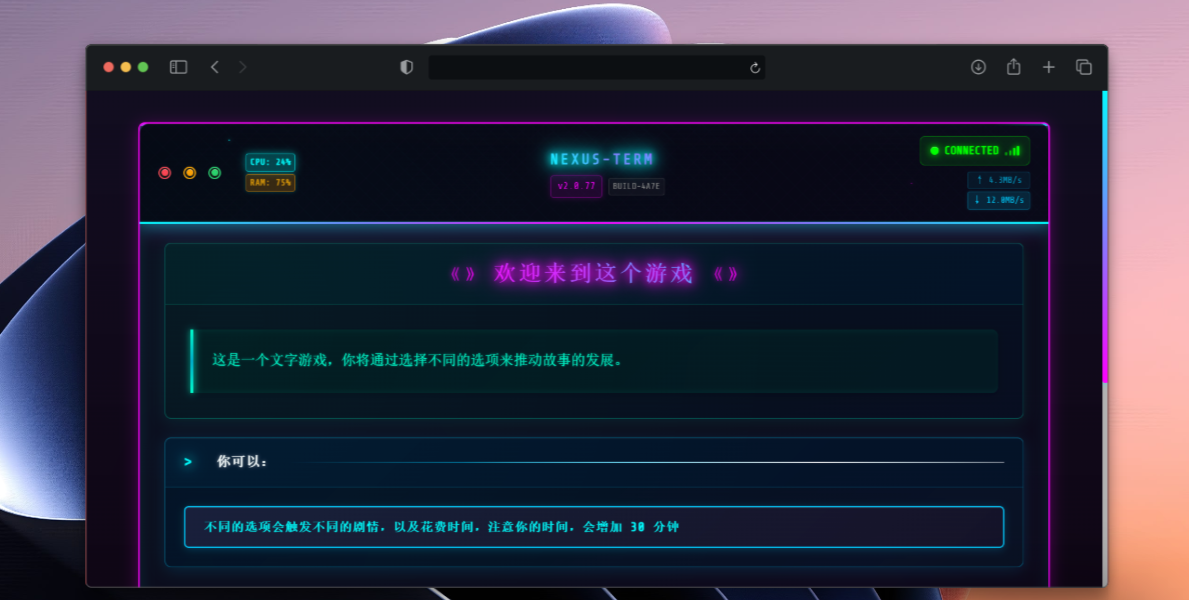 CPU: 24%
RAM: 75%
NEXUS-TERM
v2.0.77
BUILD-4A7E
CONNECTED
↑ 4.3MB/s
↓ 12.0MB/s
《》 欢迎来到这个游戏 《》
这是一个文字游戏，你将通过选择不同的选项来推动故事的发展。
> 你可以：
不同的选项会触发不同的剧情，以及花费时间，注意你的时间，会增加 30 分钟